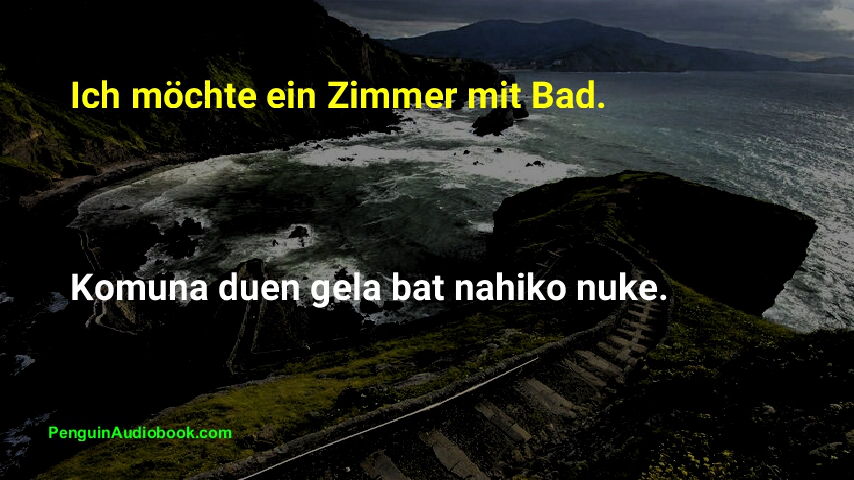 Ich möchte ein Zimmer mit Bad.
Komuna duen gela bat nahiko nuke.
PenguinAudiobook.com